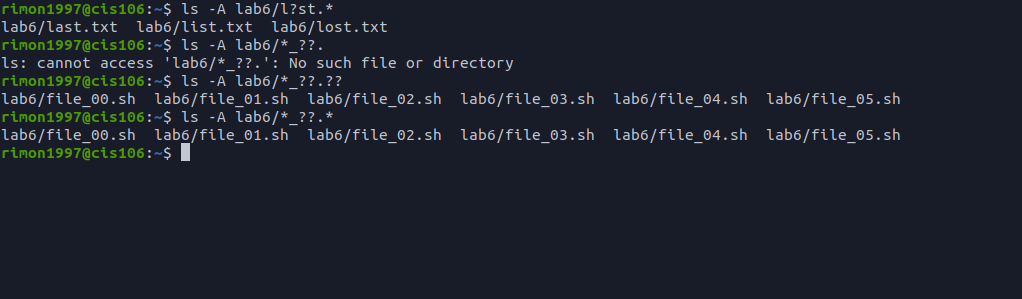 rimon1997@cis106:~$ ls -A lab6/l?st.*
lab6/last.txt  lab6/list.txt  lab6/lost.txt
rimon1997@cis106:~$ ls -A lab6/*_??.
ls: cannot access 'lab6/*_??.': No such file or directory
rimon1997@cis106:~$ ls -A lab6/*_??.??
lab6/file_00.sh  lab6/file_01.sh  lab6/file_02.sh  lab6/file_03.sh  lab6/file_04.sh  lab6/file_05.sh
rimon1997@cis106:~$ ls -A lab6/*_??.*
lab6/file_00.sh  lab6/file_01.sh  lab6/file_02.sh  lab6/file_03.sh  lab6/file_04.sh  lab6/file_05.sh
rimon1997@cis106:~$